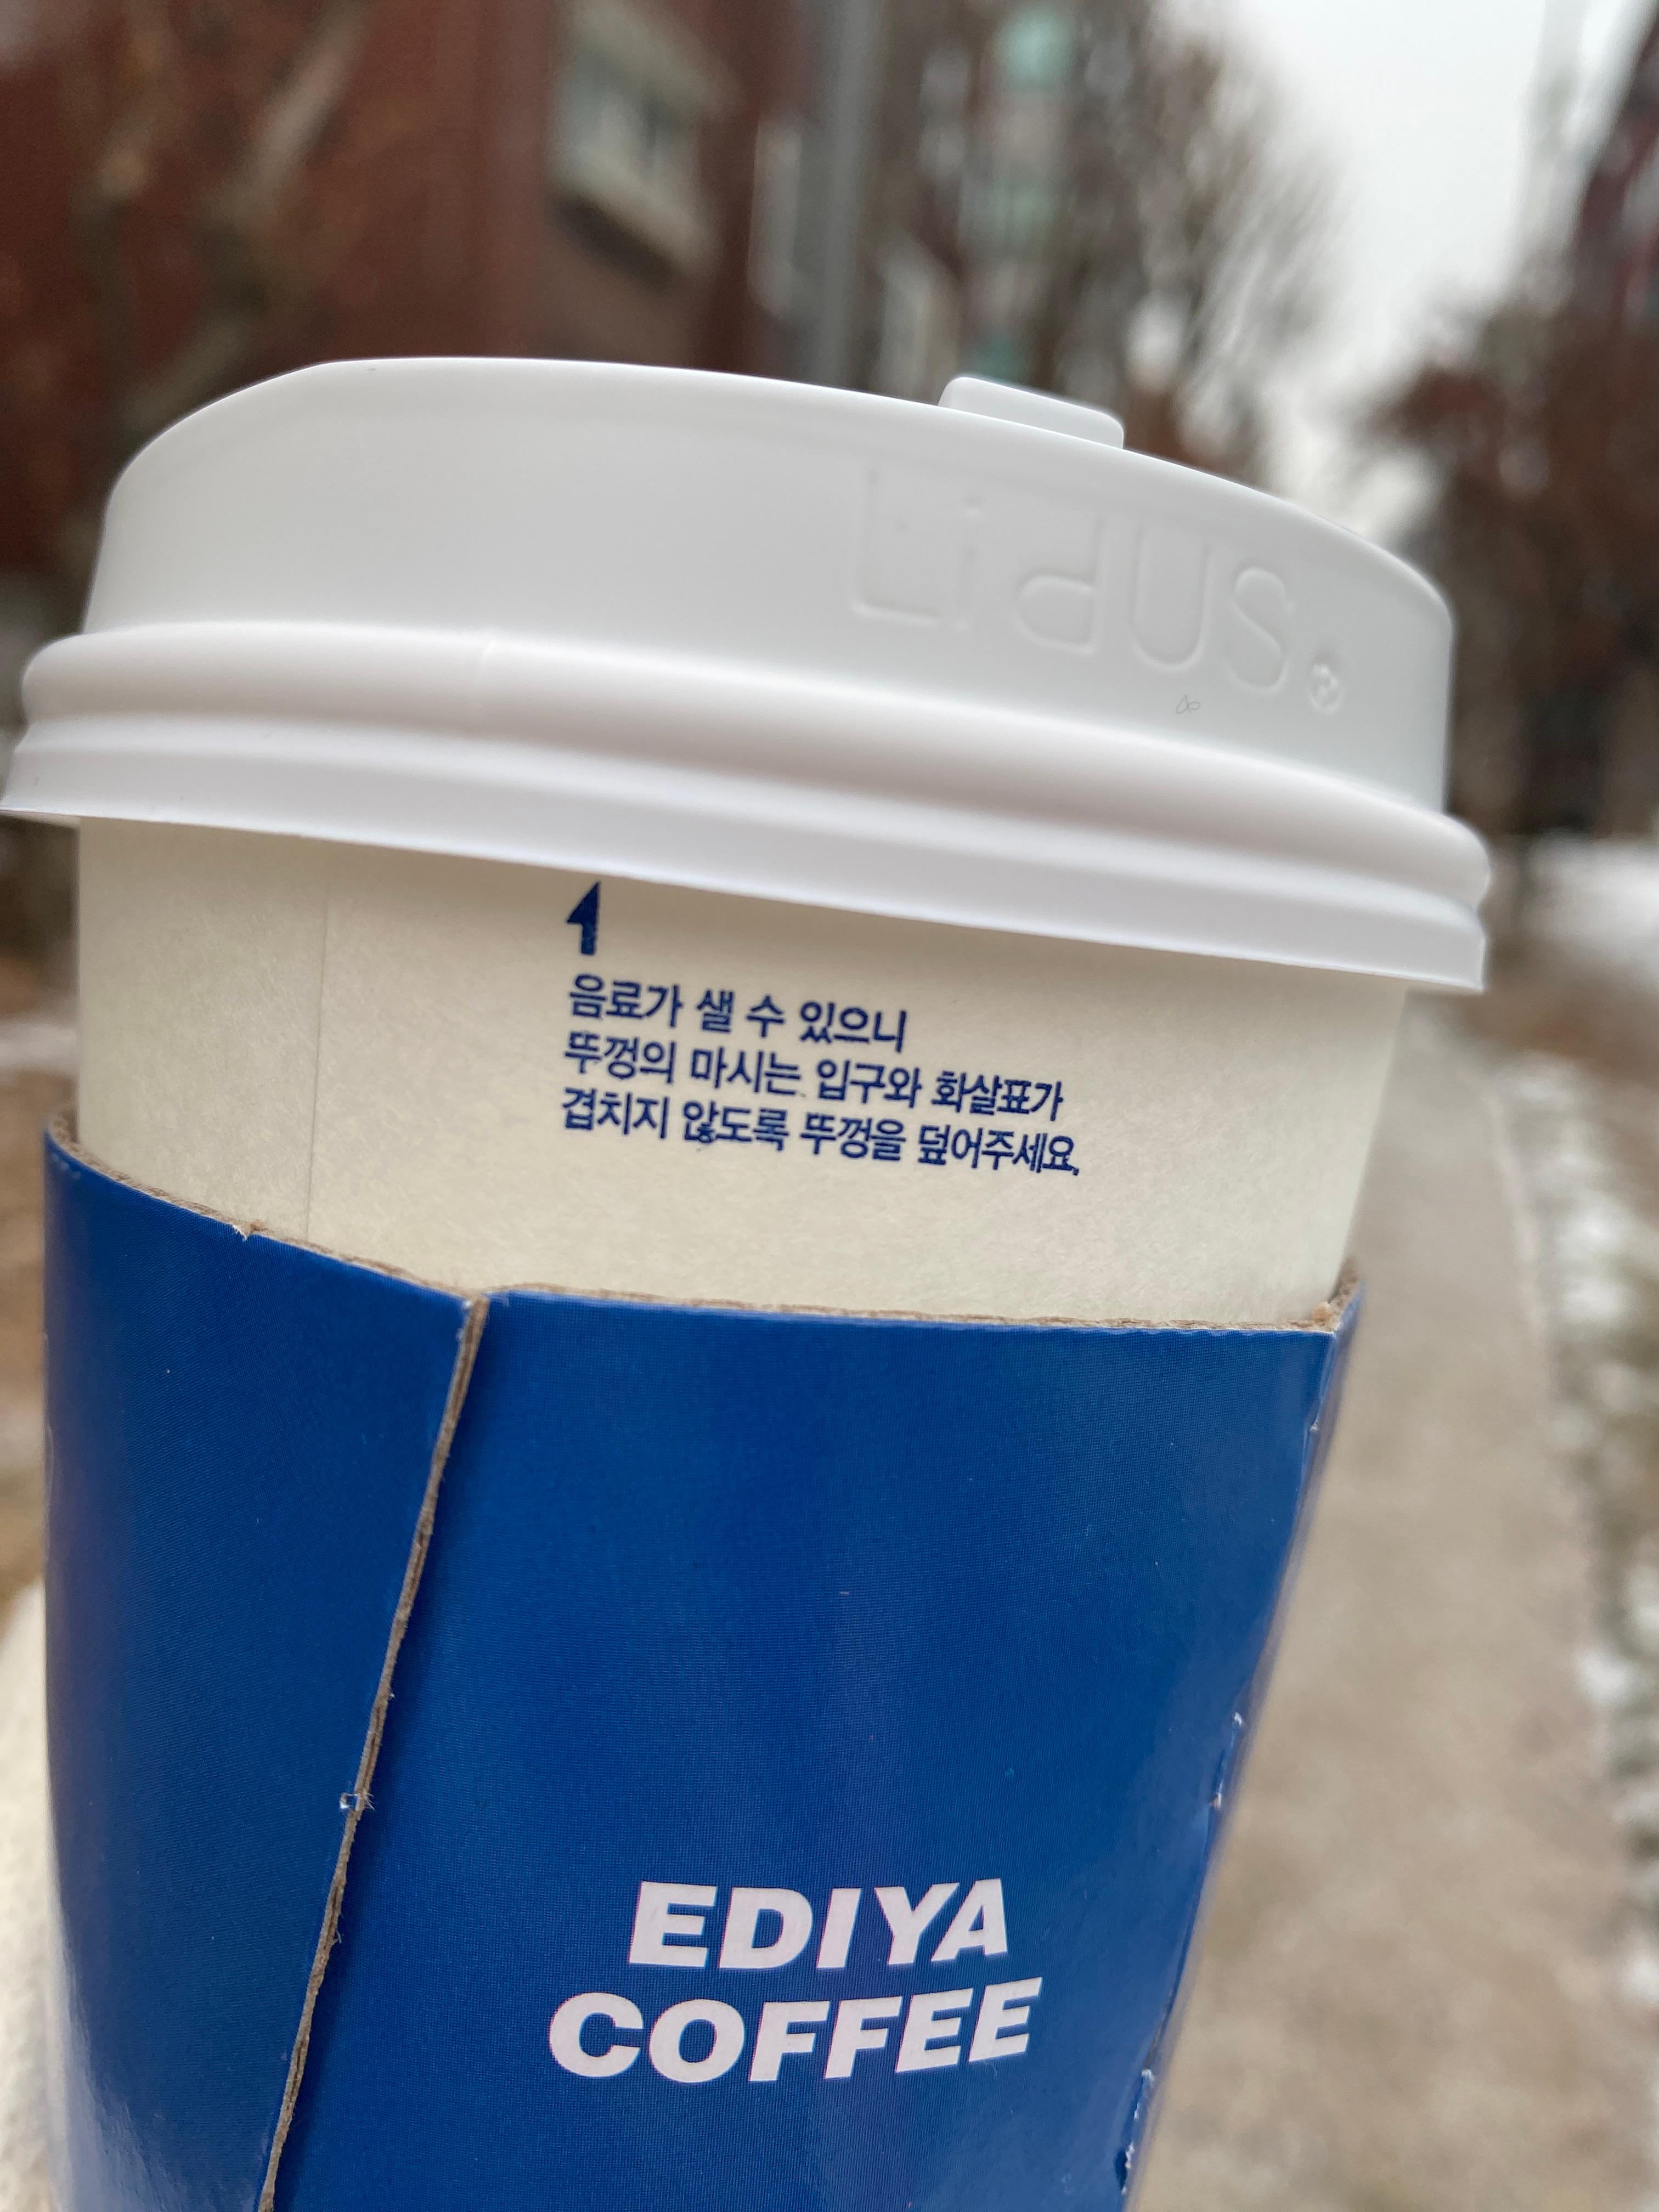 LiDUS®
음료가 샐 수 있으니
뚜껑의 마시는 입구와 화살표가
겹치지 않도록 뚜껑을 덮어주세요.
EDIYA
COFFEE